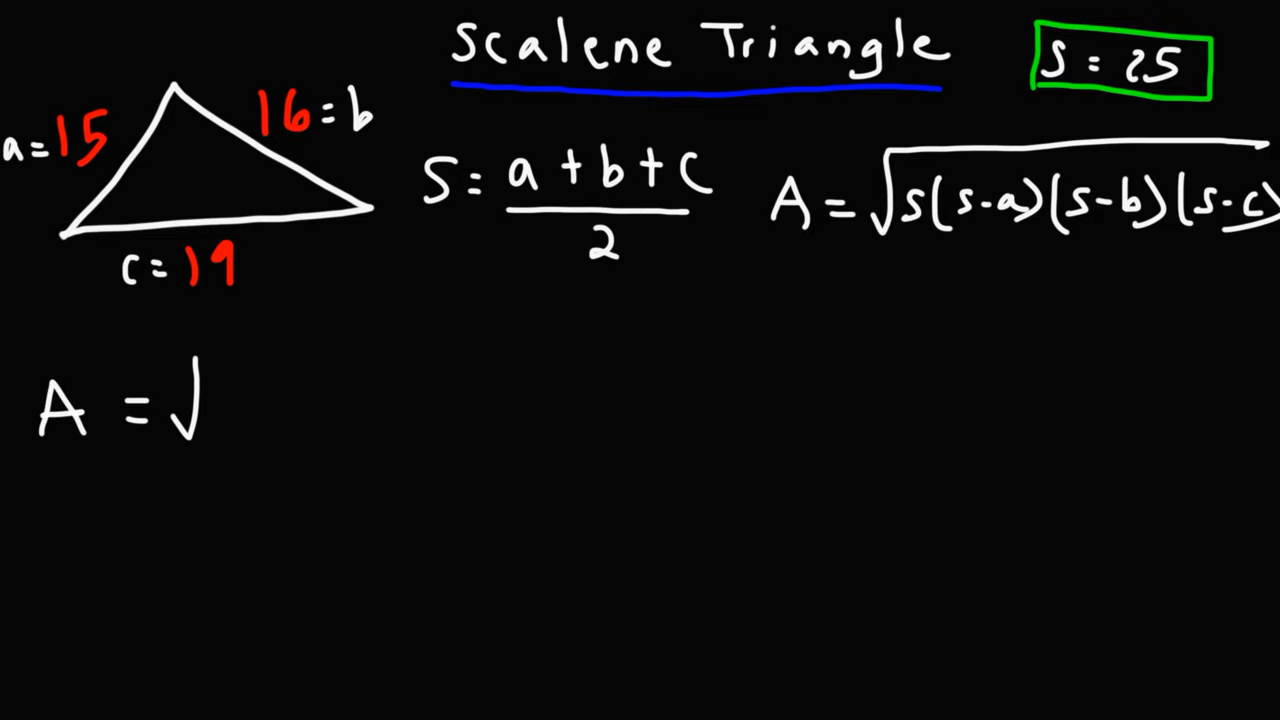 Scalene Triangle
S = 25
a = 15
16 = b
c = 19
S = a + b + c / 2
A = √s(s-a)(s-b)(s-c)
A = √